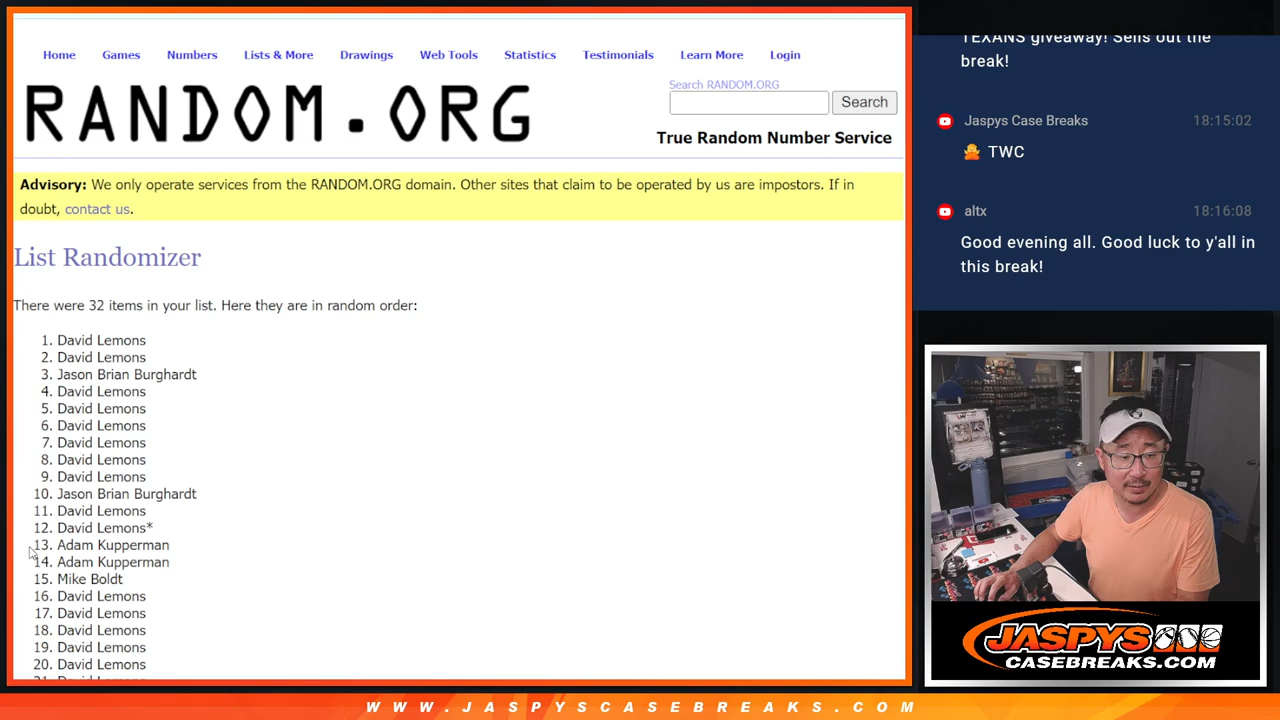 Home Games Numbers Lists & More Drawings Web Tools Statistics Testimonials Learn More Login
RANDOM.ORG
Search RANDOM.ORG
Search
True Random Number Service
Advisory: We only operate services from the RANDOM.ORG domain. Other sites that claim to be operated by us are impostors. If in
doubt, contact us.
List Randomizer
There were 32 items in your list. Here they are in random order:
1. David Lemons
2. David Lemons
3. Jason Brian Burghardt
4. David Lemons
5. David Lemons
6. David Lemons
7. David Lemons
8. David Lemons
9. David Lemons
10. Jason Brian Burghardt
11. David Lemons
12. David Lemons*
13. Adam Kupperman
14. Adam Kupperman
15. Mike Boldt
16. David Lemons
17. David Lemons
18. David Lemons
19. David Lemons
20. David Lemons
21. David Lemons
TEXANS giveaway! Sells out the
break!
Jaspys Case Breaks 18:15:02
TWC
altx 18:16:08
Good evening all. Good luck to y'all in
this break!
JASPYS
CASEBREAKS.COM
WWW.JASPYSCASEBREAKS.COM